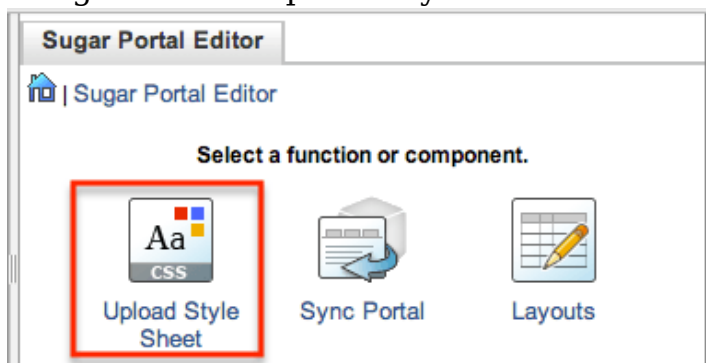 Sugar Portal Editor
| Sugar Portal Editor
Select a function or component.
Aa
CSS
Upload Style Sheet
Sync Portal
Layouts